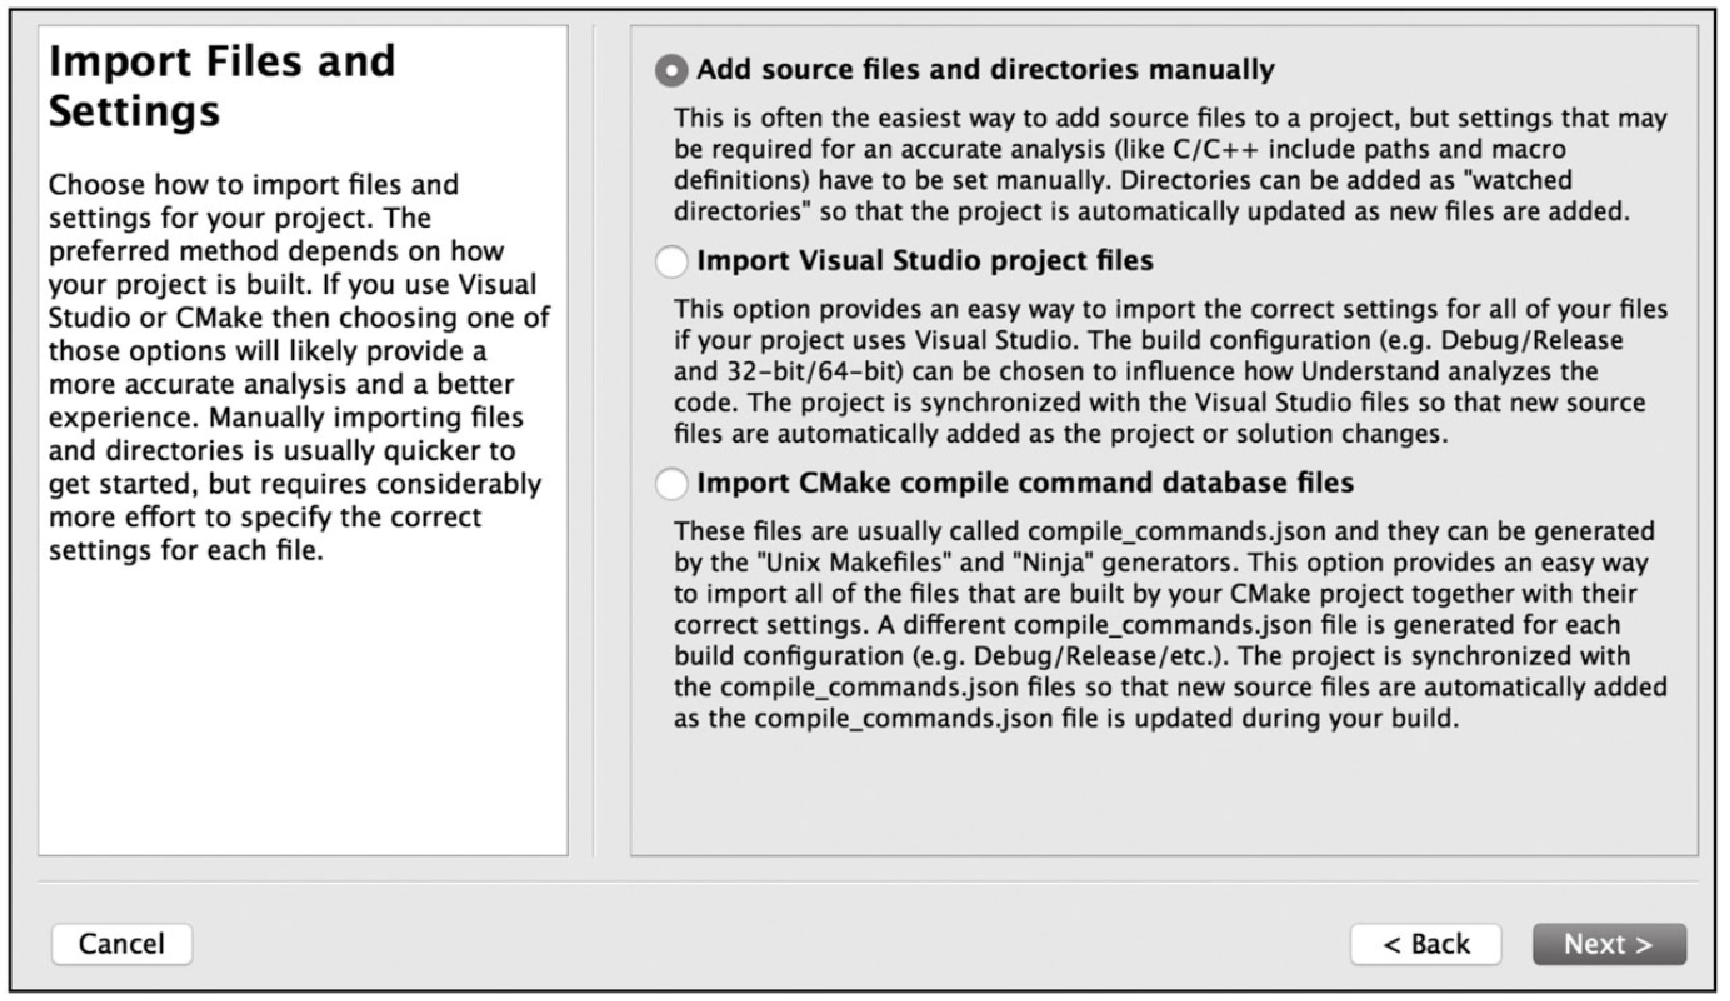 Import Files and
Settings
Choose how to import files and
settings for your project. The
preferred method depends on how
your project is built. If you use Visual
Studio or CMake then choosing one of
those options will likely provide a
more accurate analysis and a better
experience. Manually importing files
and directories is usually quicker to
get started, but requires considerably
more effort to specify the correct
settings for each file.
Add source files and directories manually
This is often the easiest way to add source files to a project, but settings that may
be required for an accurate analysis (like C/C++ include paths and macro
definitions) have to be set manually. Directories can be added as "watched
directories" so that the project is automatically updated as new files are added.
Import Visual Studio project files
This option provides an easy way to import the correct settings for all of your files
if your project uses Visual Studio. The build configuration (e.g. Debug/Release
and 32-bit/64-bit) can be chosen to influence how Understand analyzes the
code. The project is synchronized with the Visual Studio files so that new source
files are automatically added as the project or solution changes.
Import CMake compile command database files
These files are usually called compile_commands.json and they can be generated
by the "Unix Makefiles" and "Ninja" generators. This option provides an easy way
to import all of the files that are built by your CMake project together with their
correct settings. A different compile_commands.json file is generated for each
build configuration (e.g. Debug/Release/etc.). The project is synchronized with
the compile_commands.json files so that new source files are automatically added
as the compile_commands.json file is updated during your build.
Cancel
< Back
Next >